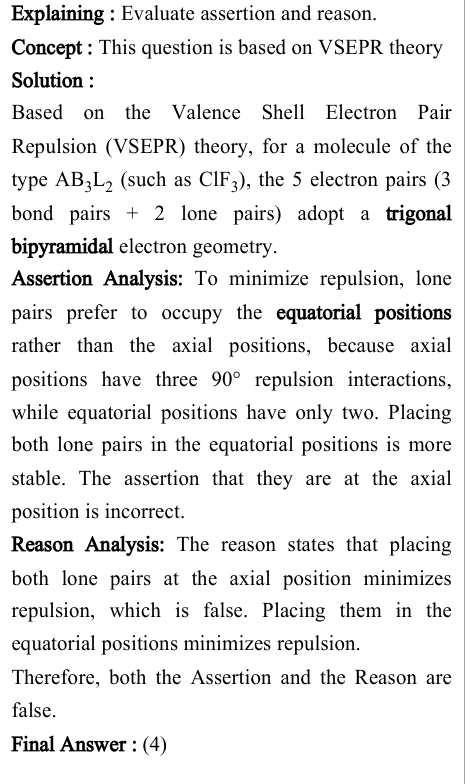 Explaining : Evaluate assertion and reason.
Concept : This question is based on VSEPR theory
Solution :
Based on the Valence Shell Electron Pair
Repulsion (VSEPR) theory, for a molecule of the
type AB₃L₂ (such as ClF₃), the 5 electron pairs (3
bond pairs + 2 lone pairs) adopt a trigonal
bipyramidal electron geometry.
Assertion Analysis: To minimize repulsion, lone
pairs prefer to occupy the equatorial positions
rather than the axial positions, because axial
positions have three 90° repulsion interactions,
while equatorial positions have only two. Placing
both lone pairs in the equatorial positions is more
stable. The assertion that they are at the axial
position is incorrect.
Reason Analysis: The reason states that placing
both lone pairs at the axial position minimizes
repulsion, which is false. Placing them in the
equatorial positions minimizes repulsion.
Therefore, both the Assertion and the Reason are
false.
Final Answer : (4)